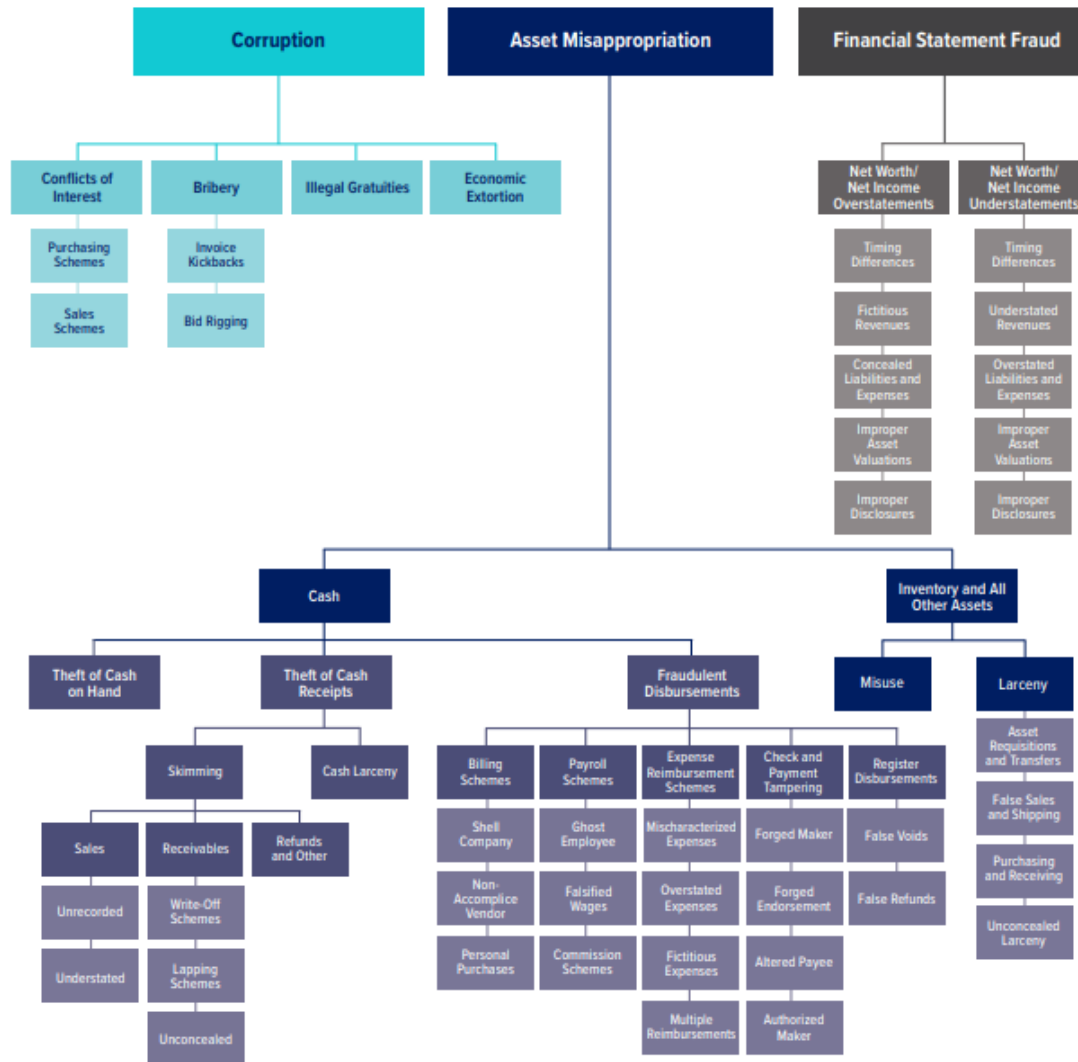 Corruption
Asset Misappropriation
Financial Statement Fraud
Conflicts of
Interest
Bribery
Illegal Gratuities
Economic
Extortion
Net Worth/
Net Income
Overstatements
Net Worth/
Net Income
Understatements
Purchasing
Schemes
Invoice
Kickbacks
Timing
Differences
Timing
Differences
Sales
Schemes
Bid Rigging
Fictitious
Revenues
Understated
Revenues
Concealed
Liabilities and
Expenses
Overstated
Liabilities and
Expenses
Improper
Asset
Valuations
Improper
Asset
Valuations
Improper
Disclosures
Improper
Disclosures
Cash
Inventory and All
Other Assets
Theft of Cash
on Hand
Theft of Cash
Receipts
Fraudulent
Disbursements
Misuse
Larceny
Asset
Requisitions
and Transfers
Skimming
Cash Larceny
Billing
Schemes
Payroll
Schemes
Expense
Reimbursement
Schemes
Check and
Payment
Tampering
Register
Disbursements
False Sales
and Shipping
Sales
Receivables
Refunds
and Other
Shell
Company
Ghost
Employee
Mischaracterized
Expenses
Forged Maker
False Voids
Purchasing
and Receiving
Unrecorded
Write-Off
Schemes
Non-
Accomplice
Vendor
Falsified
Wages
Overstated
Expenses
Forged
Endorsement
False Refunds
Unconcealed
Larceny
Understated
Lapping
Schemes
Personal
Purchases
Commission
Schemes
Fictitious
Expenses
Altered Payee
Unconcealed
Multiple
Reimbursements
Authorized
Maker